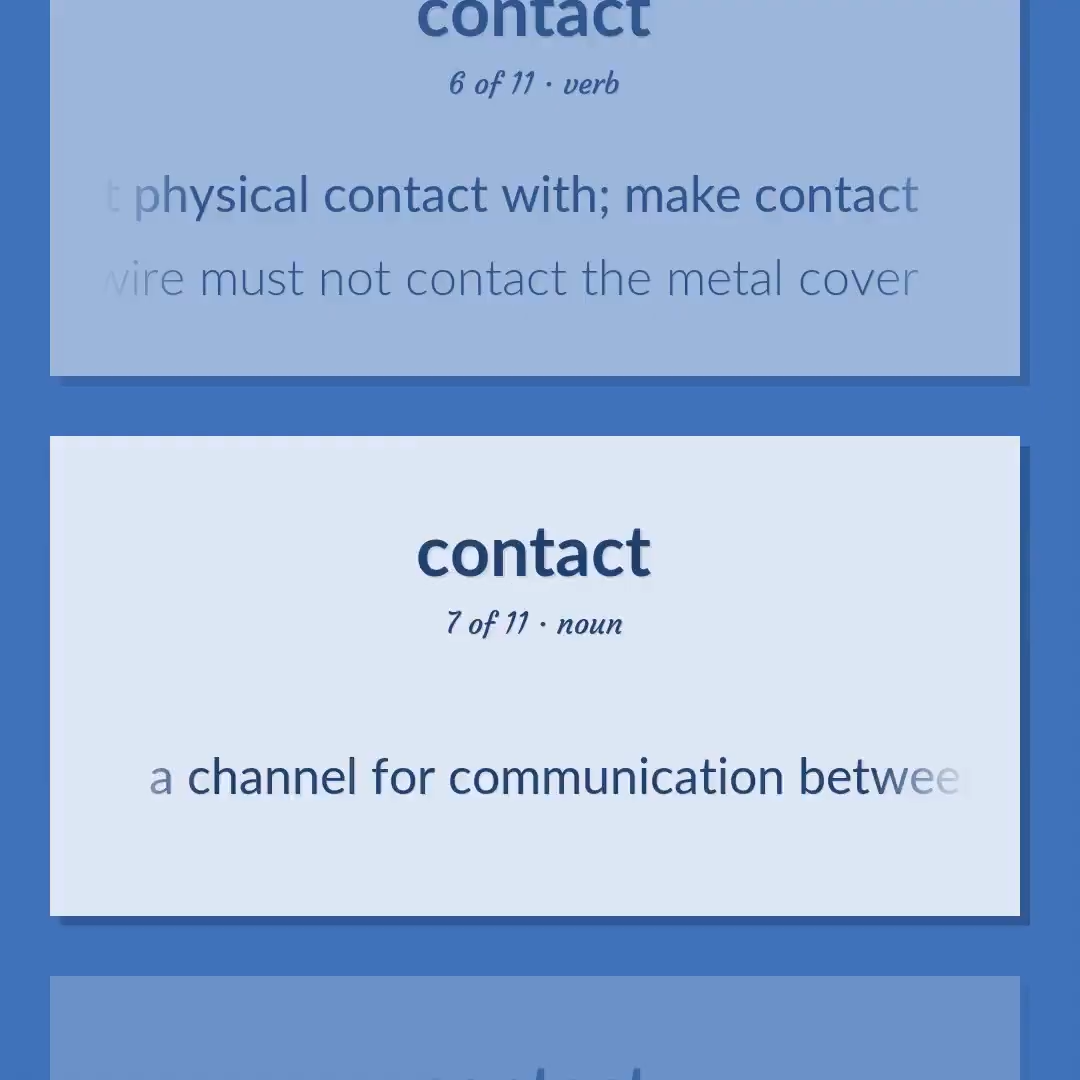 contact
6 of 11 · verb
t physical contact with; make contact
wire must not contact the metal cover
contact
7 of 11 · noun
a channel for communication betwee